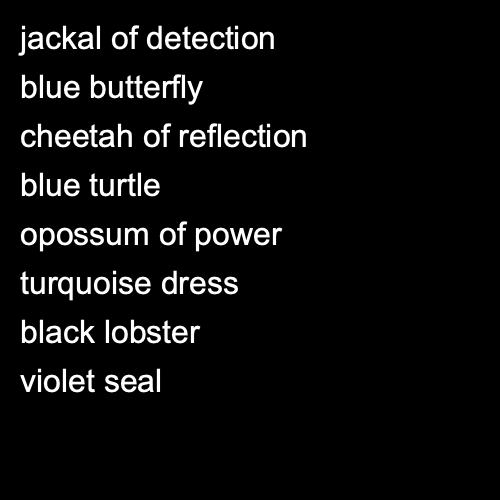 jackal of detection
blue butterfly
cheetah of reflection
blue turtle
opossum of power
turquoise dress
black lobster
violet seal